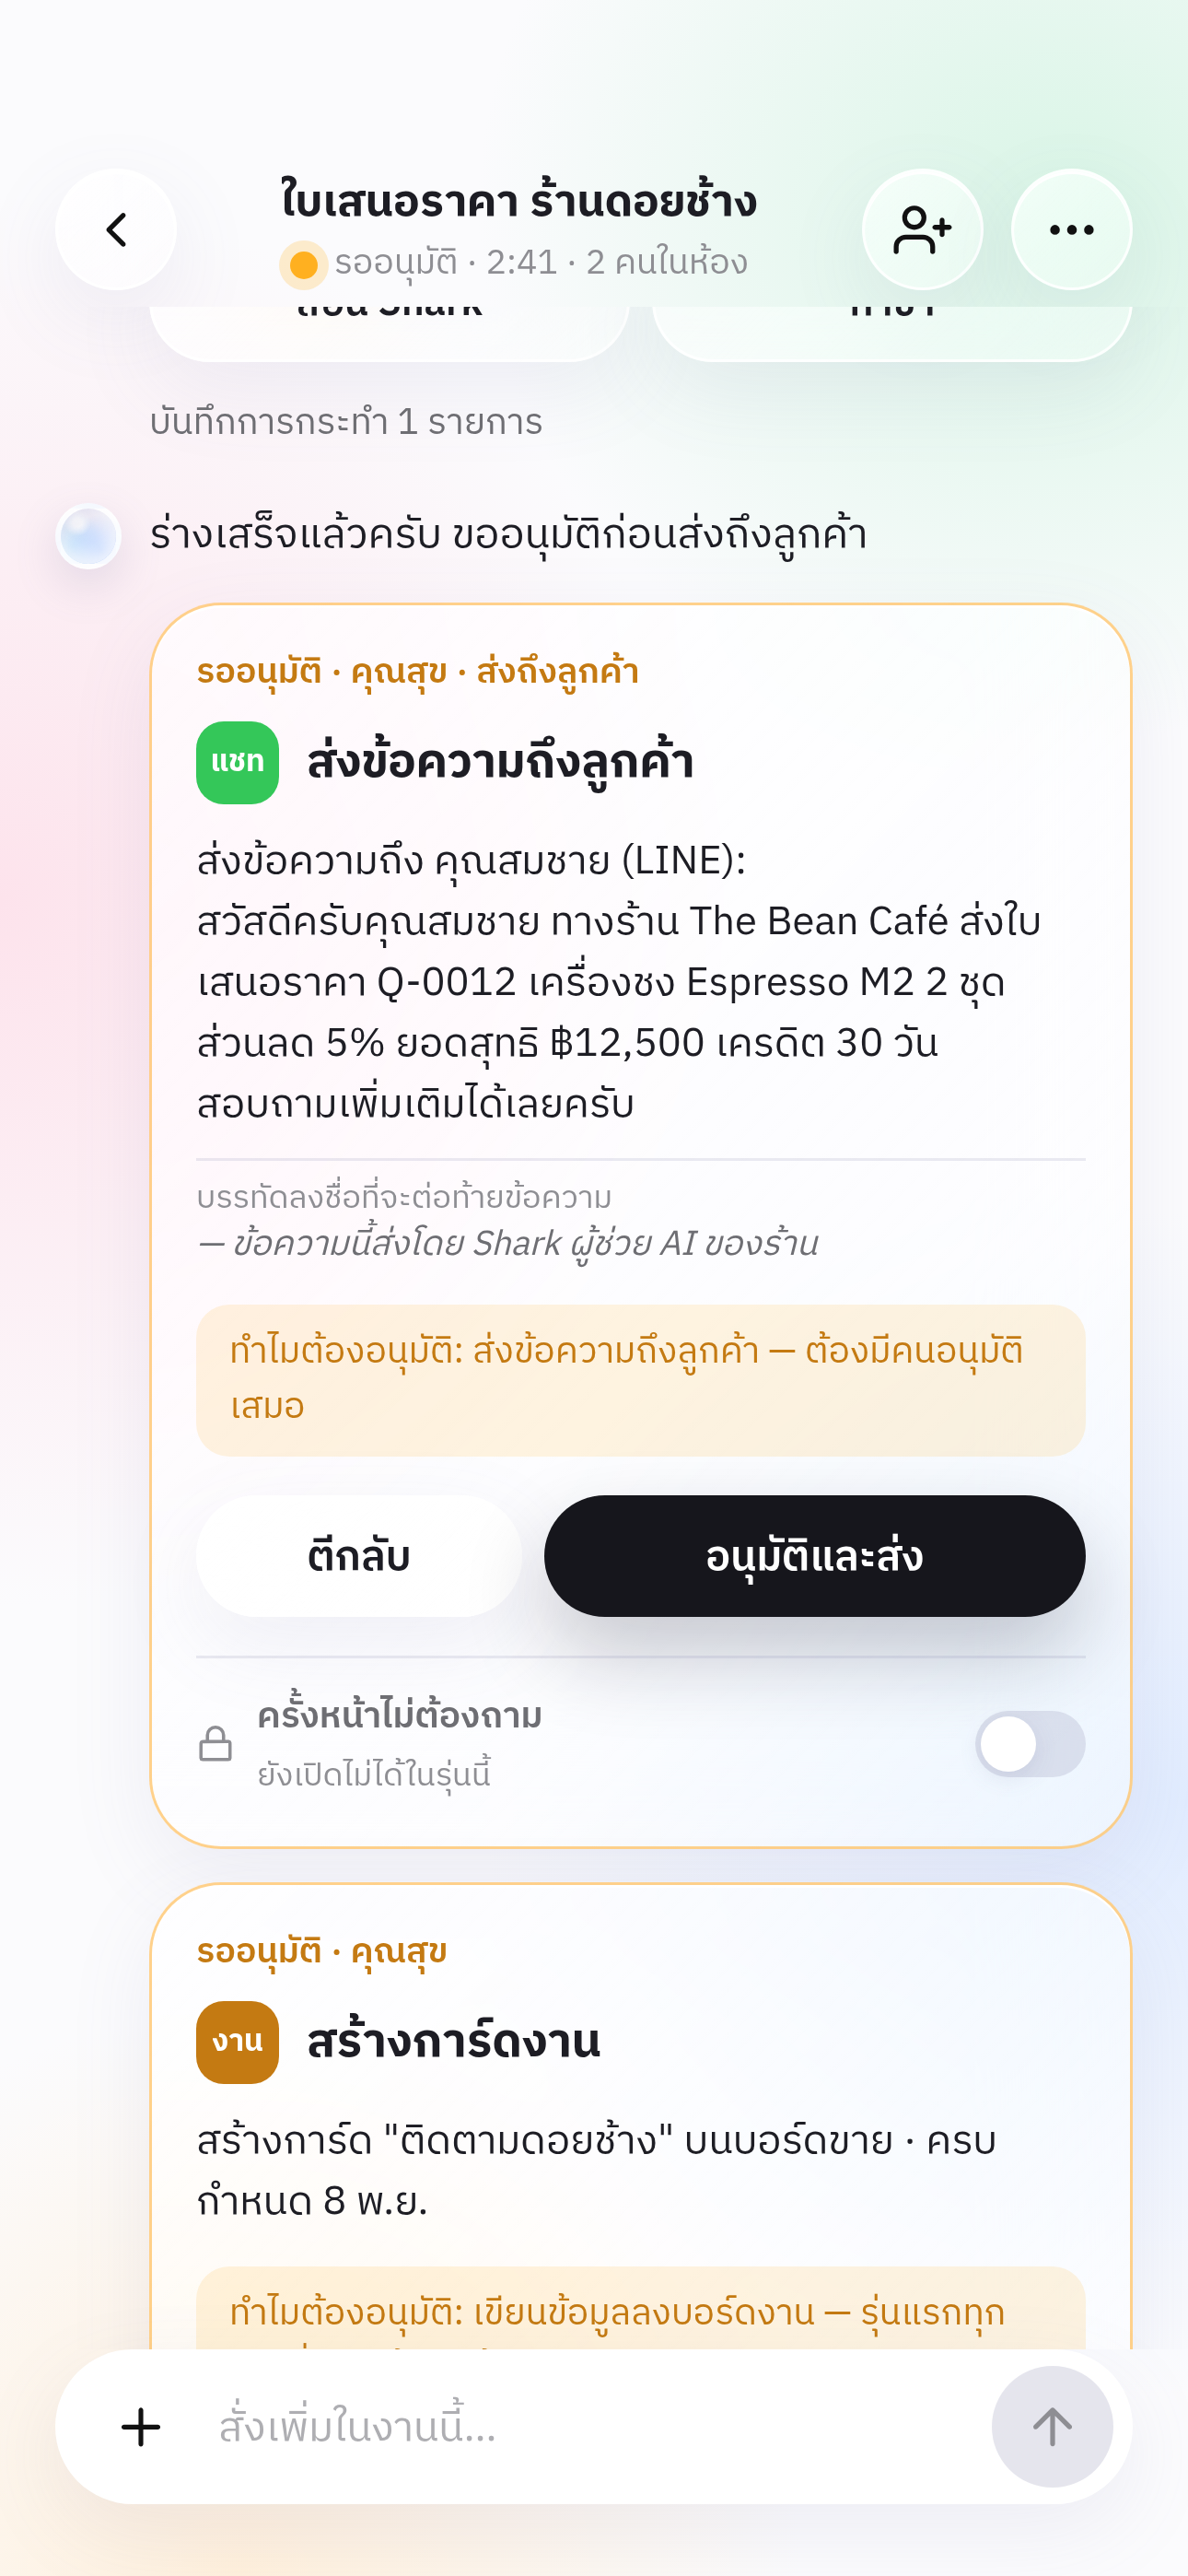 ใบเสนอราคา ร้านดอยช้าง
รออนุมัติ · 2:41 · 2 คนในห้อง
บันทึกการกระทำ 1 รายการ
ร่างเสร็จแล้วครับ ขออนุมัติก่อนส่งถึงลูกค้า
รออนุมัติ · คุณสุข · ส่งถึงลูกค้า
แชท
ส่งข้อความถึงลูกค้า
ส่งข้อความถึง คุณสมชาย (LINE):
สวัสดีครับคุณสมชาย ทางร้าน The Bean Café ส่งใบ
เสนอราคา Q-0012 เครื่องชง Espresso M2 2 ชุด
ส่วนลด 5% ยอดสุทธิ ฿12,500 เครดิต 30 วัน
สอบถามเพิ่มเติมได้เลยครับ
บรรทัดลงชื่อที่จะต่อท้ายข้อความ
— ข้อความนี้ส่งโดย Shark ผู้ช่วย AI ของร้าน
ทำไมต้องอนุมัติ: ส่งข้อความถึงลูกค้า — ต้องมีคนอนุมัติ
เสมอ
ตีกลับ
อนุมัติและส่ง
ครั้งหน้าไม่ต้องถาม
ยังเปิดไม่ได้ในรุ่นนี้
รออนุมัติ · คุณสุข
งาน
สร้างการ์ดงาน
สร้างการ์ด "ติดตามดอยช้าง" บนบอร์ดขาย · ครบ
กำหนด 8 พ.ย.
ทำไมต้องอนุมัติ: เขียนข้อมูลลงบอร์ดงาน — รุ่นแรกทุก
สั่งเพิ่มในงานนี้...